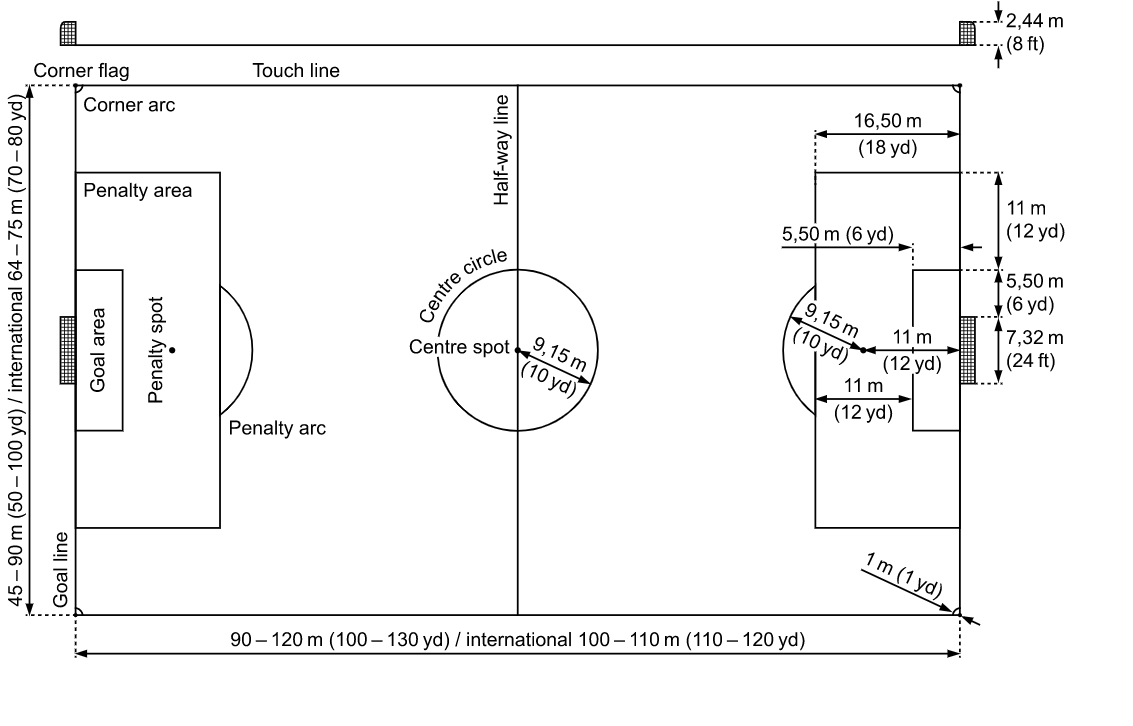 2,44 m
(8 ft)
Corner flag
Touch line
Corner arc
Half-way line
16,50 m
(18 yd)
Penalty area
11 m
(12 yd)
5,50 m (6 yd)
5,50 m
(6 yd)
Centre circle
Goal area
Penalty spot
Centre spot
9,15 m
(10 yd)
9,15 m
(10 yd)
11 m
(12 yd)
7,32 m
(24 ft)
11 m
(12 yd)
Penalty arc
45 – 90 m (50 – 100 yd) / international 64 – 75 m (70 – 80 yd)
Goal line
1 m (1 yd)
90 – 120 m (100 – 130 yd) / international 100 – 110 m (110 – 120 yd)